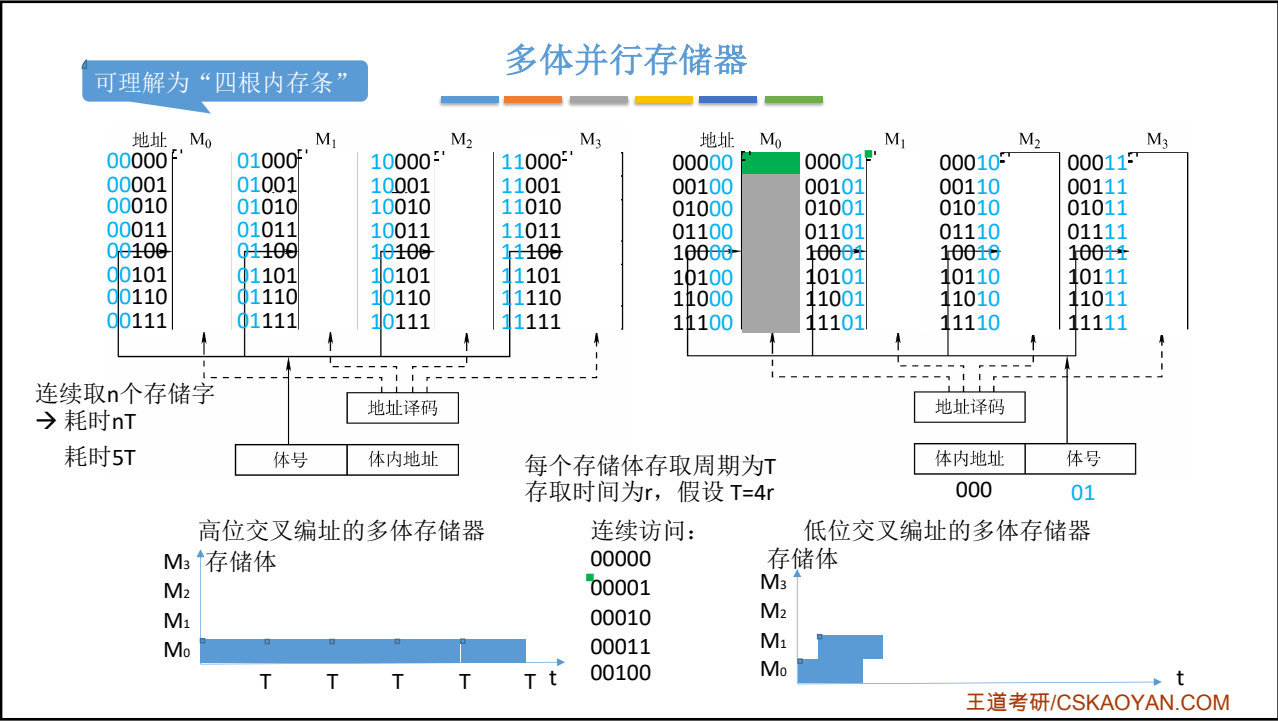 多体并行存储器
可理解为“四根内存条”
地址 M₀ M₁ M₂ M₃
00000 01000 10000 11000
00001 01001 10001 11001
00010 01010 10010 11010
00011 01011 10011 11011
00100 01100 10100 11100
00101 01101 10101 11101
00110 01110 10110 11110
00111 01111 10111 11111
地址译码
体号 体内地址
连续取n个存储字
→ 耗时nT
耗时5T
地址 M₀ M₁ M₂ M₃
00000 00001 00010 00011
00100 00101 00110 00111
01000 01001 01010 01011
01100 01101 01110 01111
10000 10001 10010 10011
10100 10101 10110 10111
11000 11001 11010 11011
11100 11101 11110 11111
地址译码
体内地址 体号
000 01
每个存储体存取周期为T
存取时间为r，假设 T=4r
高位交叉编址的多体存储器
存储体
M₃
M₂
M₁
M₀
T T T T T t
连续访问：
00000
00001
00010
00011
00100
低位交叉编址的多体存储器
存储体
M₃
M₂
M₁
M₀
t
王道考研/CSKAOYAN.COM